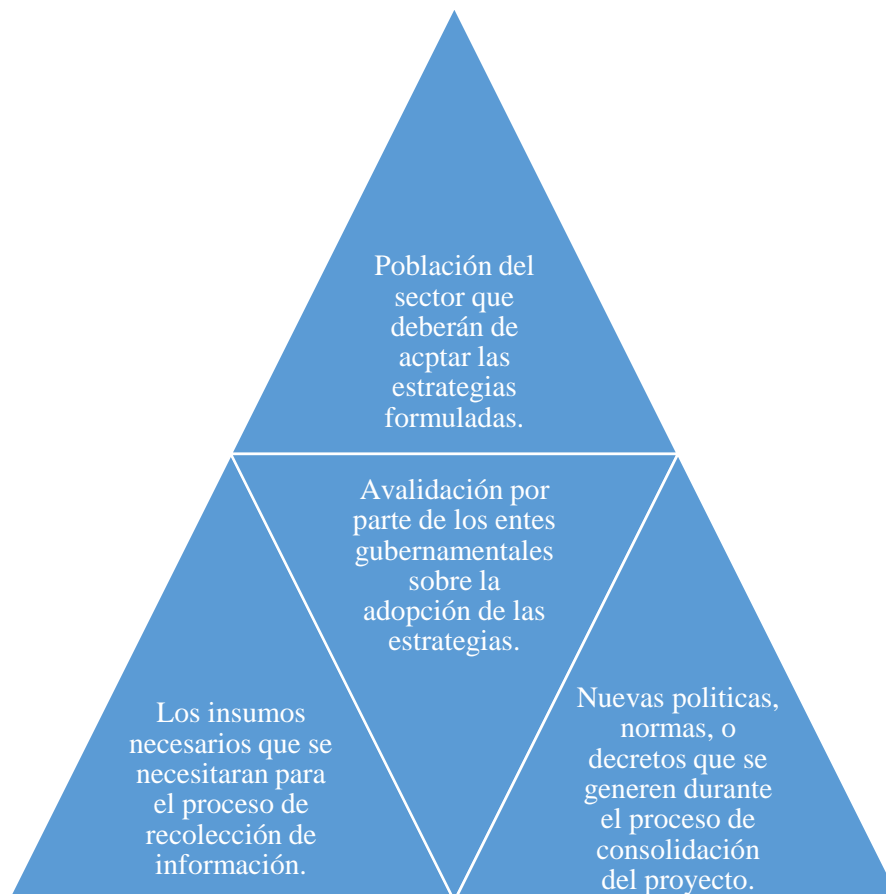 Población del
sector que
deberán de
acptar las
estrategias
formuladas.
Avalidación por
parte de los entes
gubernamentales
sobre la
adopción de las
estrategias.
Los insumos
necesarios que se
necesitaran para
el proceso de
recolección de
información.
Nuevas politicas,
normas, o
decretos que se
generen durante
el proceso de
consolidación
del proyecto.